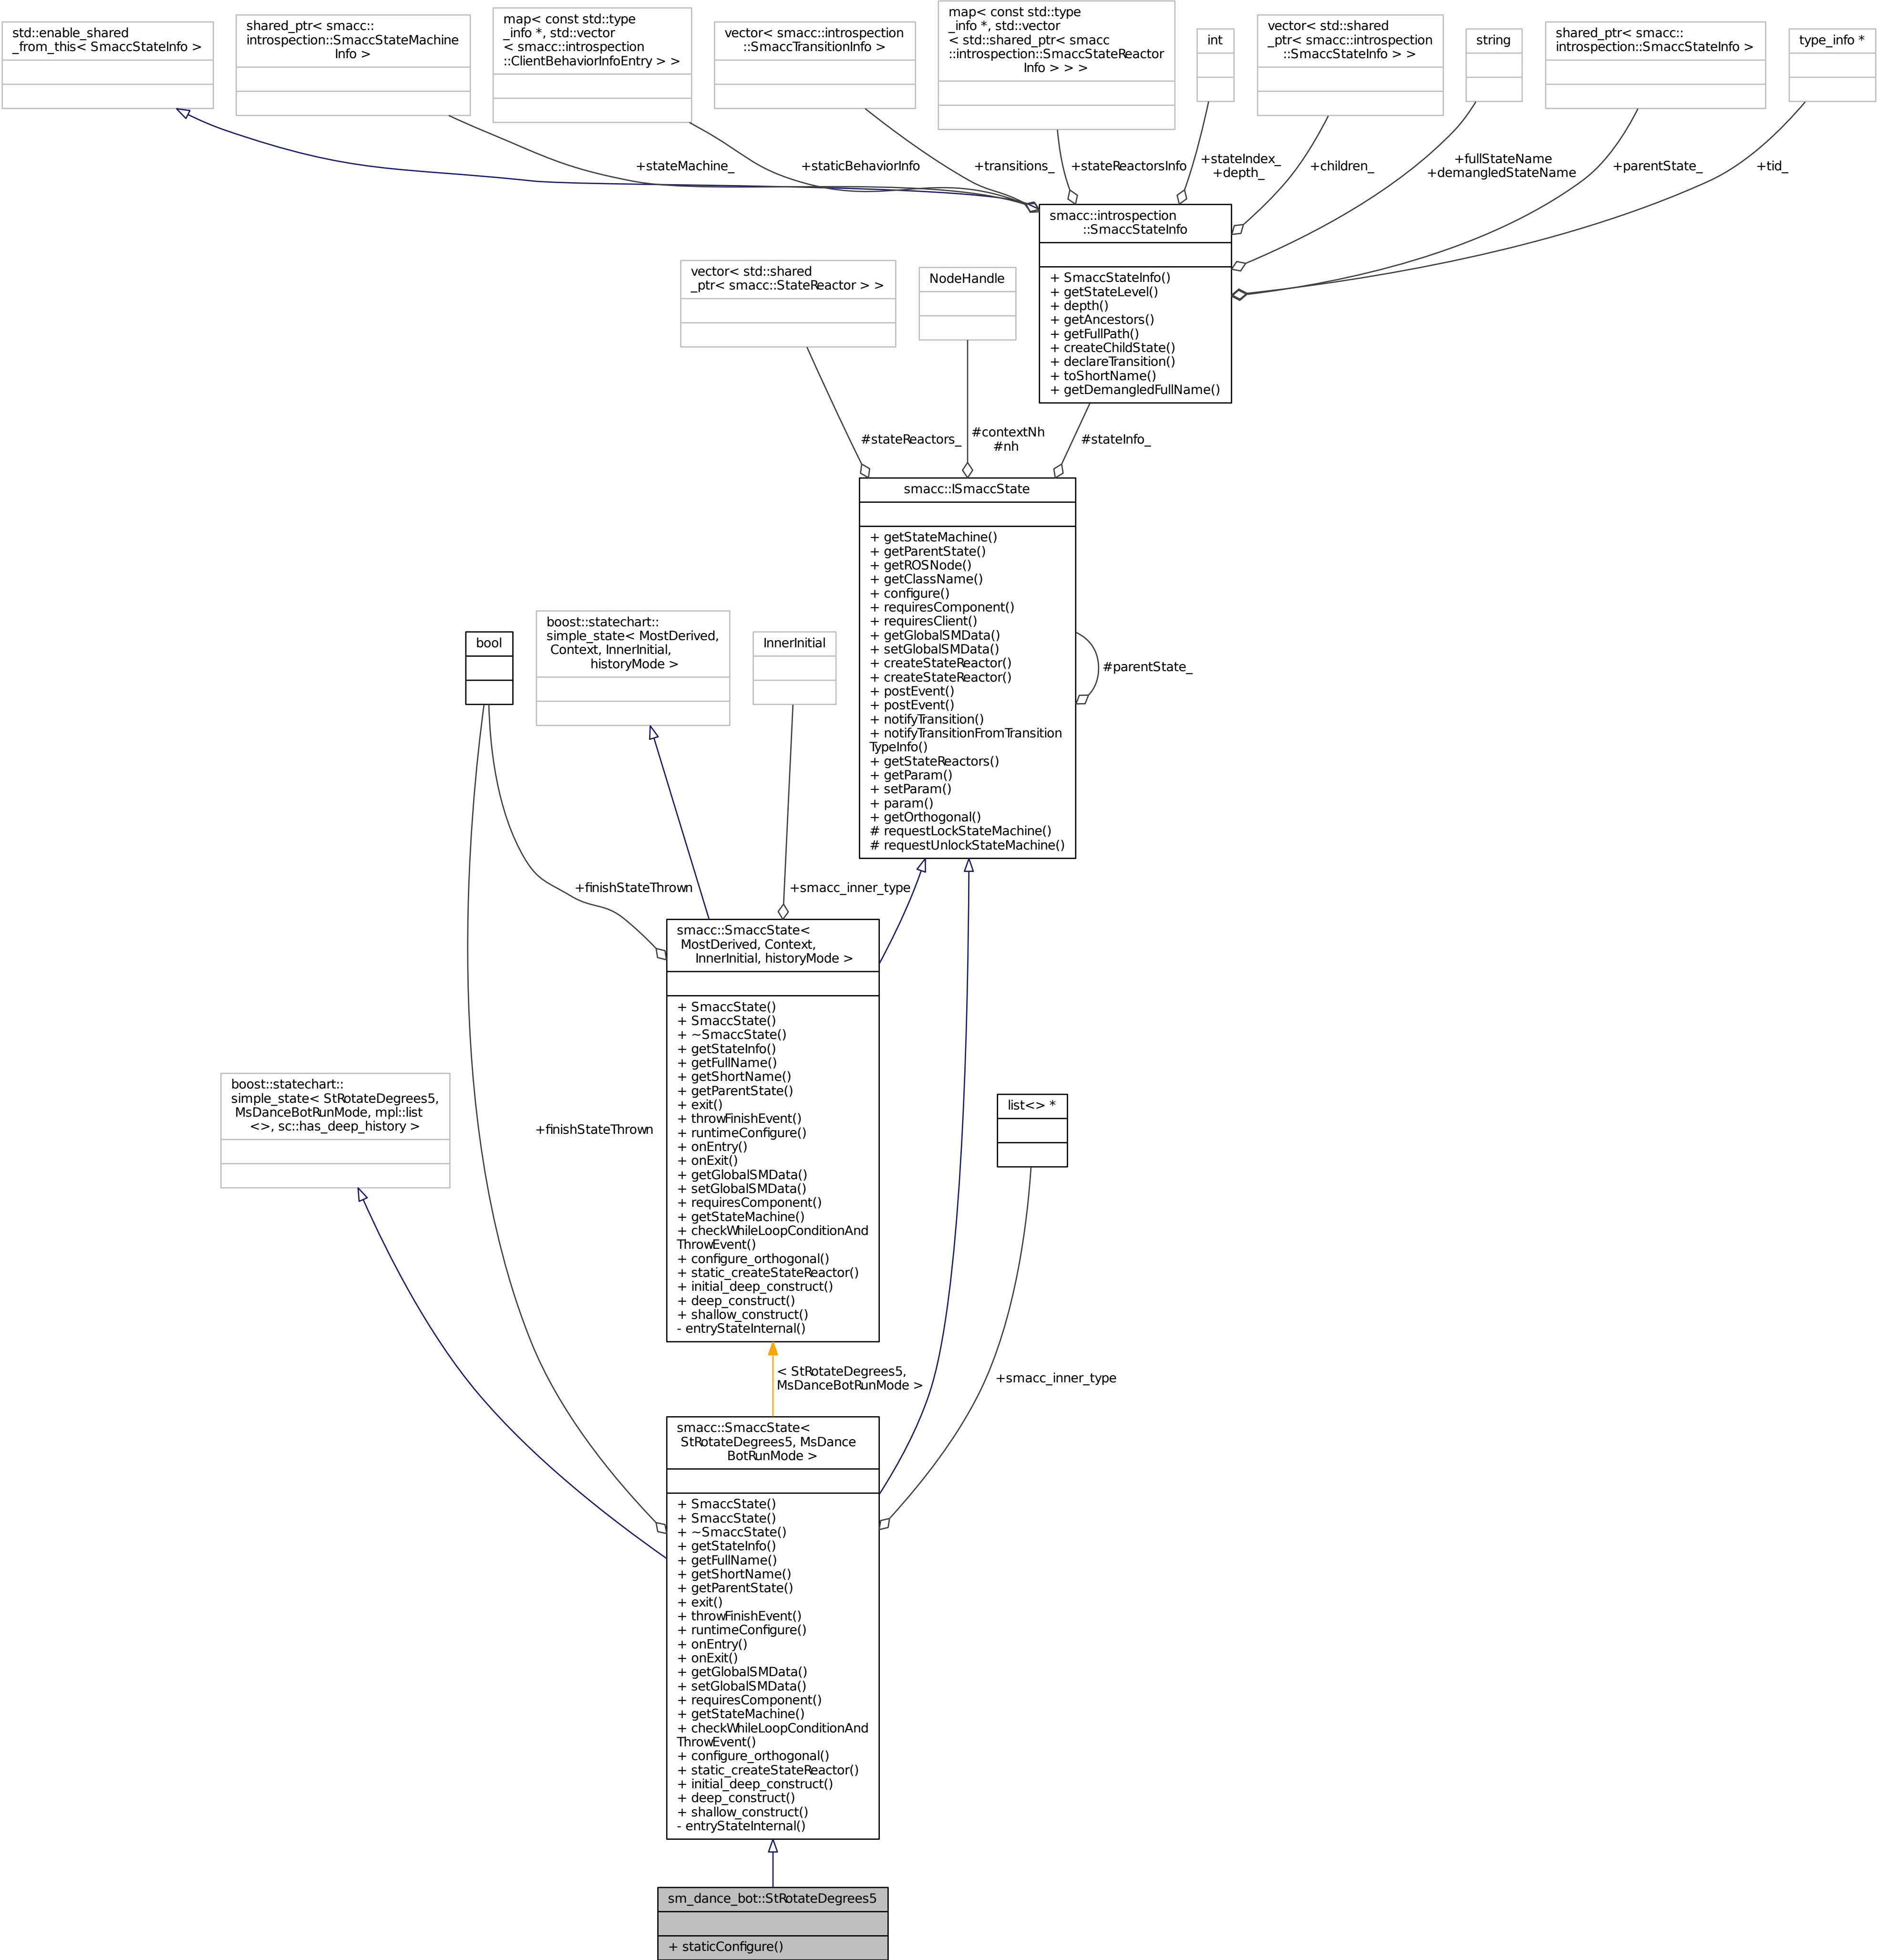 std::enable_shared
_from_this< SmaccStateInfo >
shared_ptr< smacc::
introspection::SmaccStateMachine
Info >
map< const std::type
_info *, std::vector
< smacc::introspection
::ClientBehaviorInfoEntry > >
vector< smacc::introspection
::SmaccTransitionInfo >
map< const std::type
_info *, std::vector
< std::shared_ptr< smacc
::introspection::SmaccStateReactor
Info > > >
int
vector< std::shared
_ptr< smacc::introspection
::SmaccStateInfo > >
string
shared_ptr< smacc::
introspection::SmaccStateInfo >
type_info *
+stateMachine_
+staticBehaviorInfo
+transitions_
+stateReactorsInfo
+stateIndex_
+depth_
+children_
+fullStateName
+demangledStateName
+parentState_
+tid_
smacc::introspection
::SmaccStateInfo
+ SmaccStateInfo()
+ getStateLevel()
+ depth()
+ getAncestors()
+ getFullPath()
+ createChildState()
+ declareTransition()
+ toShortName()
+ getDemangledFullName()
vector< std::shared
_ptr< smacc::StateReactor > >
NodeHandle
#stateReactors_
#contextNh
#nh
#stateInfo_
smacc::ISmaccState
+ getStateMachine()
+ getParentState()
+ getROSNode()
+ getClassName()
+ configure()
+ requiresComponent()
+ requiresClient()
+ getGlobalSMData()
+ setGlobalSMData()
+ createStateReactor()
+ createStateReactor()
+ postEvent()
+ postEvent()
+ notifyTransition()
+ notifyTransitionFromTransition
TypeInfo()
+ getStateReactors()
+ getParam()
+ setParam()
+ param()
+ getOrthogonal()
# requestLockStateMachine()
# requestUnlockStateMachine()
#parentState_
bool
boost::statechart::
simple_state< MostDerived,
Context, InnerInitial,
historyMode >
InnerInitial
+finishStateThrown
+smacc_inner_type
smacc::SmaccState<
MostDerived, Context,
InnerInitial, historyMode >
+ SmaccState()
+ SmaccState()
+ ~SmaccState()
+ getStateInfo()
+ getFullName()
+ getShortName()
+ getParentState()
+ exit()
+ throwFinishEvent()
+ runtimeConfigure()
+ onEntry()
+ onExit()
+ getGlobalSMData()
+ setGlobalSMData()
+ requiresComponent()
+ getStateMachine()
+ checkWhileLoopConditionAnd
ThrowEvent()
+ configure_orthogonal()
+ static_createStateReactor()
+ initial_deep_construct()
+ deep_construct()
+ shallow_construct()
- entryStateInternal()
boost::statechart::
simple_state< StRotateDegrees5,
MsDanceBotRunMode, mpl::list
<>, sc::has_deep_history >
+finishStateThrown
list<> *
< StRotateDegrees5,
MsDanceBotRunMode >
+smacc_inner_type
smacc::SmaccState<
StRotateDegrees5, MsDance
BotRunMode >
+ SmaccState()
+ SmaccState()
+ ~SmaccState()
+ getStateInfo()
+ getFullName()
+ getShortName()
+ getParentState()
+ exit()
+ throwFinishEvent()
+ runtimeConfigure()
+ onEntry()
+ onExit()
+ getGlobalSMData()
+ setGlobalSMData()
+ requiresComponent()
+ getStateMachine()
+ checkWhileLoopConditionAnd
ThrowEvent()
+ configure_orthogonal()
+ static_createStateReactor()
+ initial_deep_construct()
+ deep_construct()
+ shallow_construct()
- entryStateInternal()
sm_dance_bot::StRotateDegrees5
+ staticConfigure()